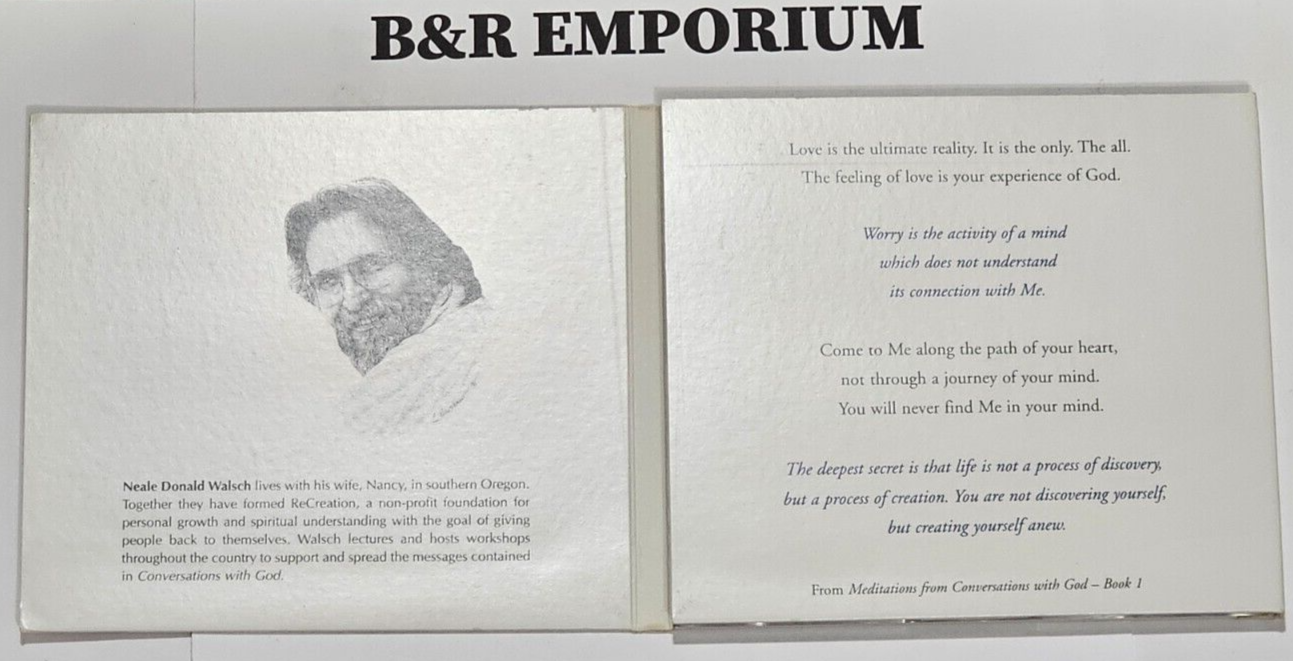 B&R EMPORIUM
Neale Donald Walsch lives with his wife, Nancy, in southern Oregon.
Together they have formed ReCreation, a non-profit foundation for
personal growth and spiritual understanding with the goal of giving
people back to themselves. Walsch lectures and hosts workshops
throughout the country to support and spread the messages contained
in Conversations with God.
Love is the ultimate reality. It is the only. The all.
The feeling of love is your experience of God.
Worry is the activity of a mind
which does not understand
its connection with Me.
Come to Me along the path of your heart,
not through a journey of your mind.
You will never find Me in your mind.
The deepest secret is that life is not a process of discovery,
but a process of creation. You are not discovering yourself,
but creating yourself anew.
From Meditations from Conversations with God – Book 1